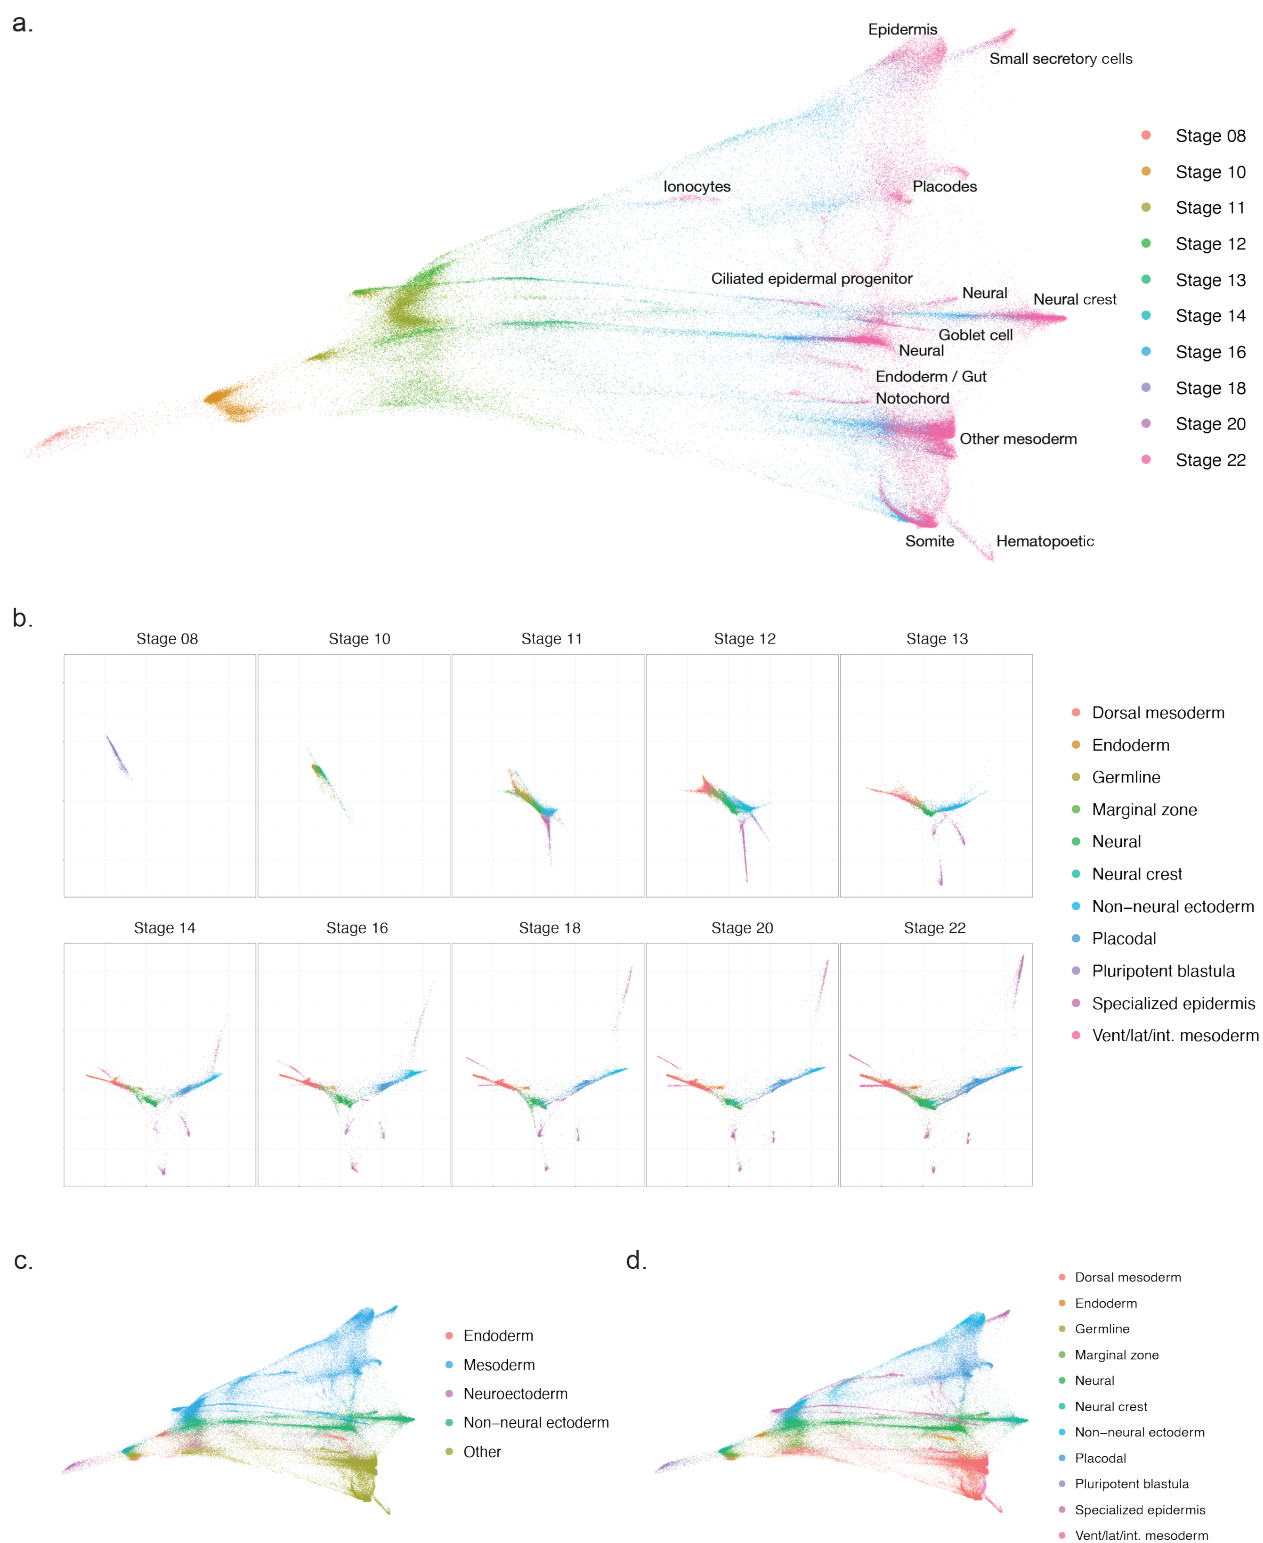 a.
Epidermis
Small secretory cells
Ionocytes
Placodes
Ciliated epidermal progenitor
Neural
Neural crest
Goblet cell
Neural
Endoderm / Gut
Notochord
Other mesoderm
Somite
Hematopoetic
Stage 08
Stage 10
Stage 11
Stage 12
Stage 13
Stage 14
Stage 16
Stage 18
Stage 20
Stage 22
b.
Stage 08
Stage 10
Stage 11
Stage 12
Stage 13
Stage 14
Stage 16
Stage 18
Stage 20
Stage 22
Dorsal mesoderm
Endoderm
Germline
Marginal zone
Neural
Neural crest
Non−neural ectoderm
Placodal
Pluripotent blastula
Specialized epidermis
Vent/lat/int. mesoderm
c.
Endoderm
Mesoderm
Neuroectoderm
Non−neural ectoderm
Other
d.
Dorsal mesoderm
Endoderm
Germline
Marginal zone
Neural
Neural crest
Non−neural ectoderm
Placodal
Pluripotent blastula
Specialized epidermis
Vent/lat/int. mesoderm